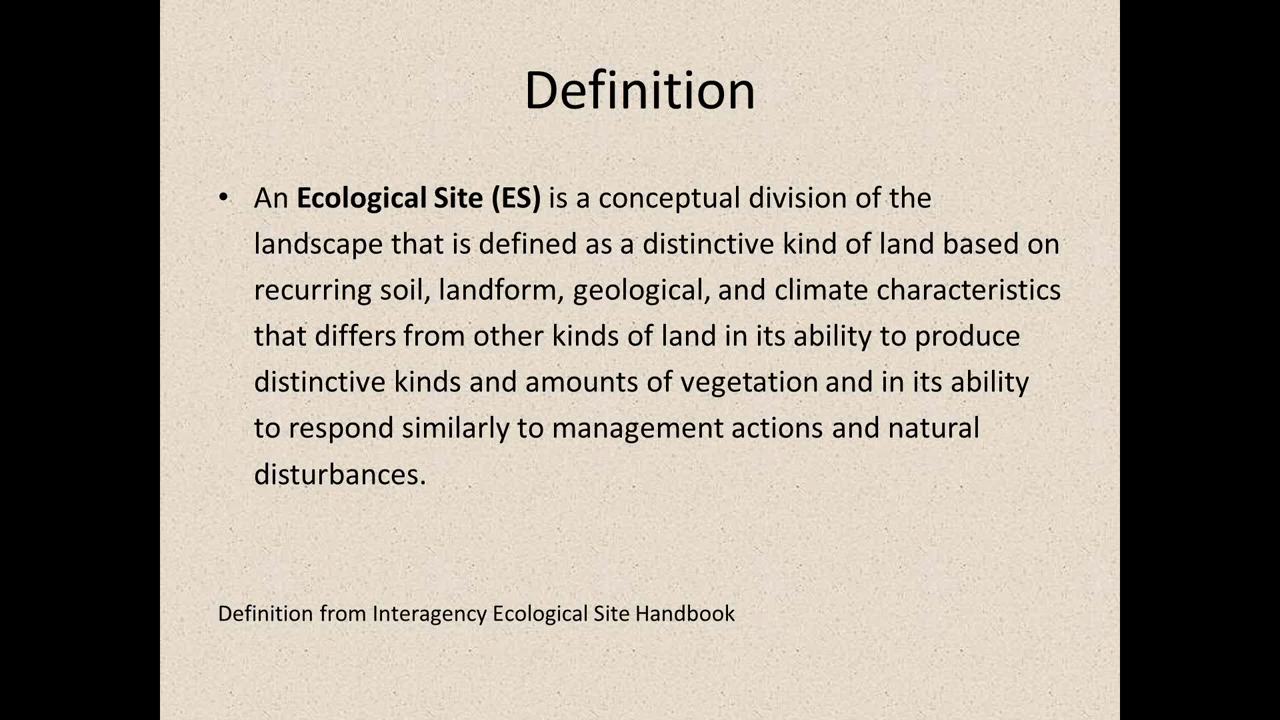 Definition
• An Ecological Site (ES) is a conceptual division of the
landscape that is defined as a distinctive kind of land based on
recurring soil, landform, geological, and climate characteristics
that differs from other kinds of land in its ability to produce
distinctive kinds and amounts of vegetation and in its ability
to respond similarly to management actions and natural
disturbances.
Definition from Interagency Ecological Site Handbook